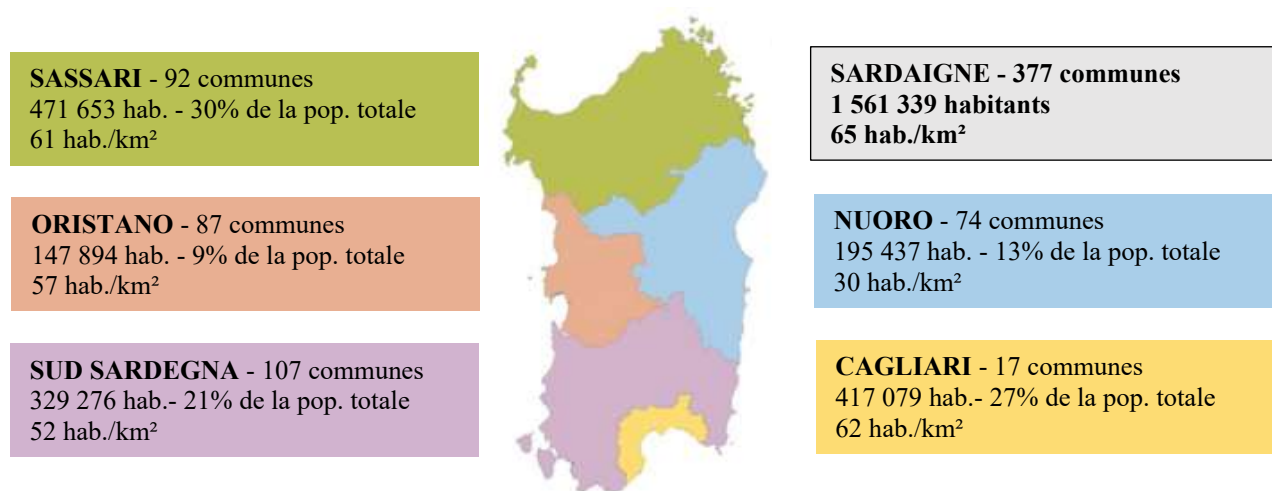 SASSARI - 92 communes
471 653 hab. - 30% de la pop. totale
61 hab./km²
SARDAIGNE - 377 communes
1 561 339 habitants
65 hab./km²
ORISTANO - 87 communes
147 894 hab. - 9% de la pop. totale
57 hab./km²
NUORO - 74 communes
195 437 hab. - 13% de la pop. totale
30 hab./km²
SUD SARDEGNA - 107 communes
329 276 hab.- 21% de la pop. totale
52 hab./km²
CAGLIARI - 17 communes
417 079 hab.- 27% de la pop. totale
62 hab./km²